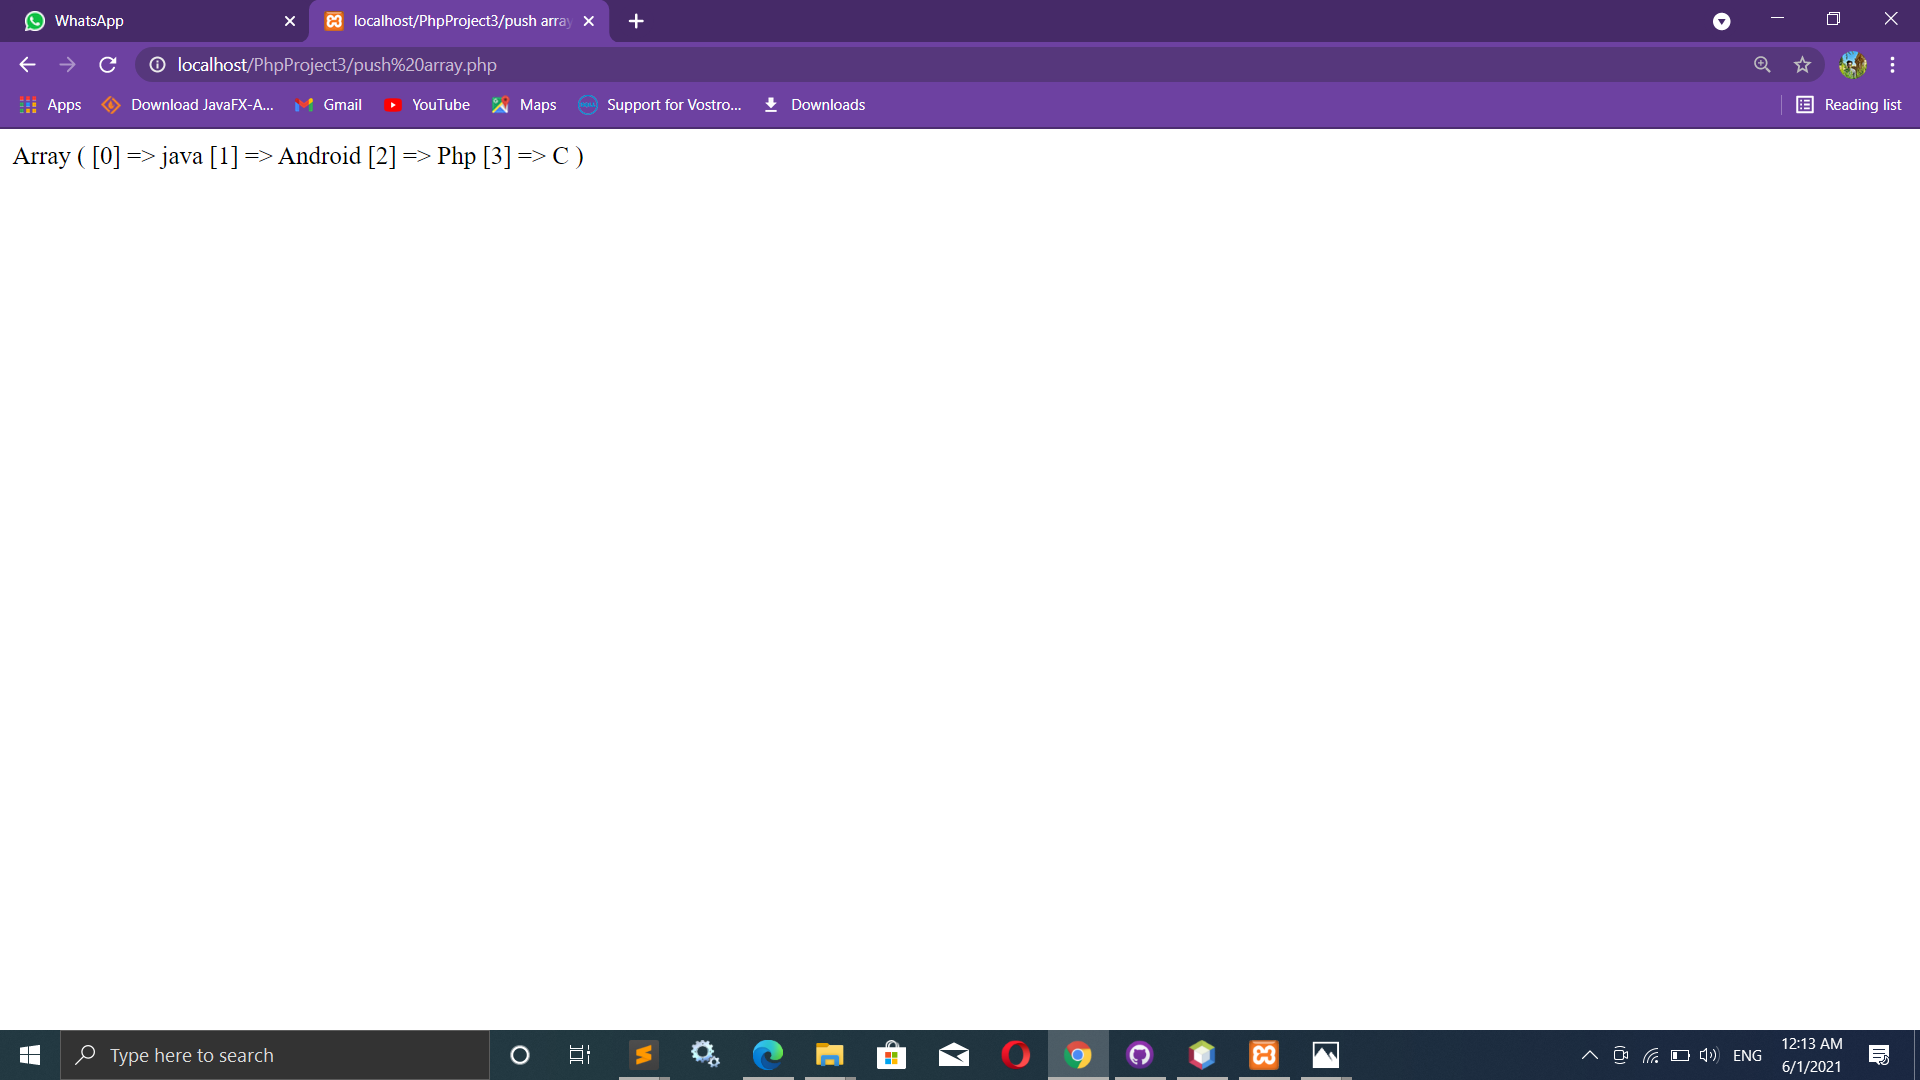 WhatsApp
localhost/PhpProject3/push array
localhost/PhpProject3/push%20array.php
Apps
Download JavaFX-A...
Gmail
YouTube
Maps
Support for Vostro...
Downloads
Reading list
Array ( [0] => java [1] => Android [2] => Php [3] => C )
Type here to search
ENG
12:13 AM
6/1/2021